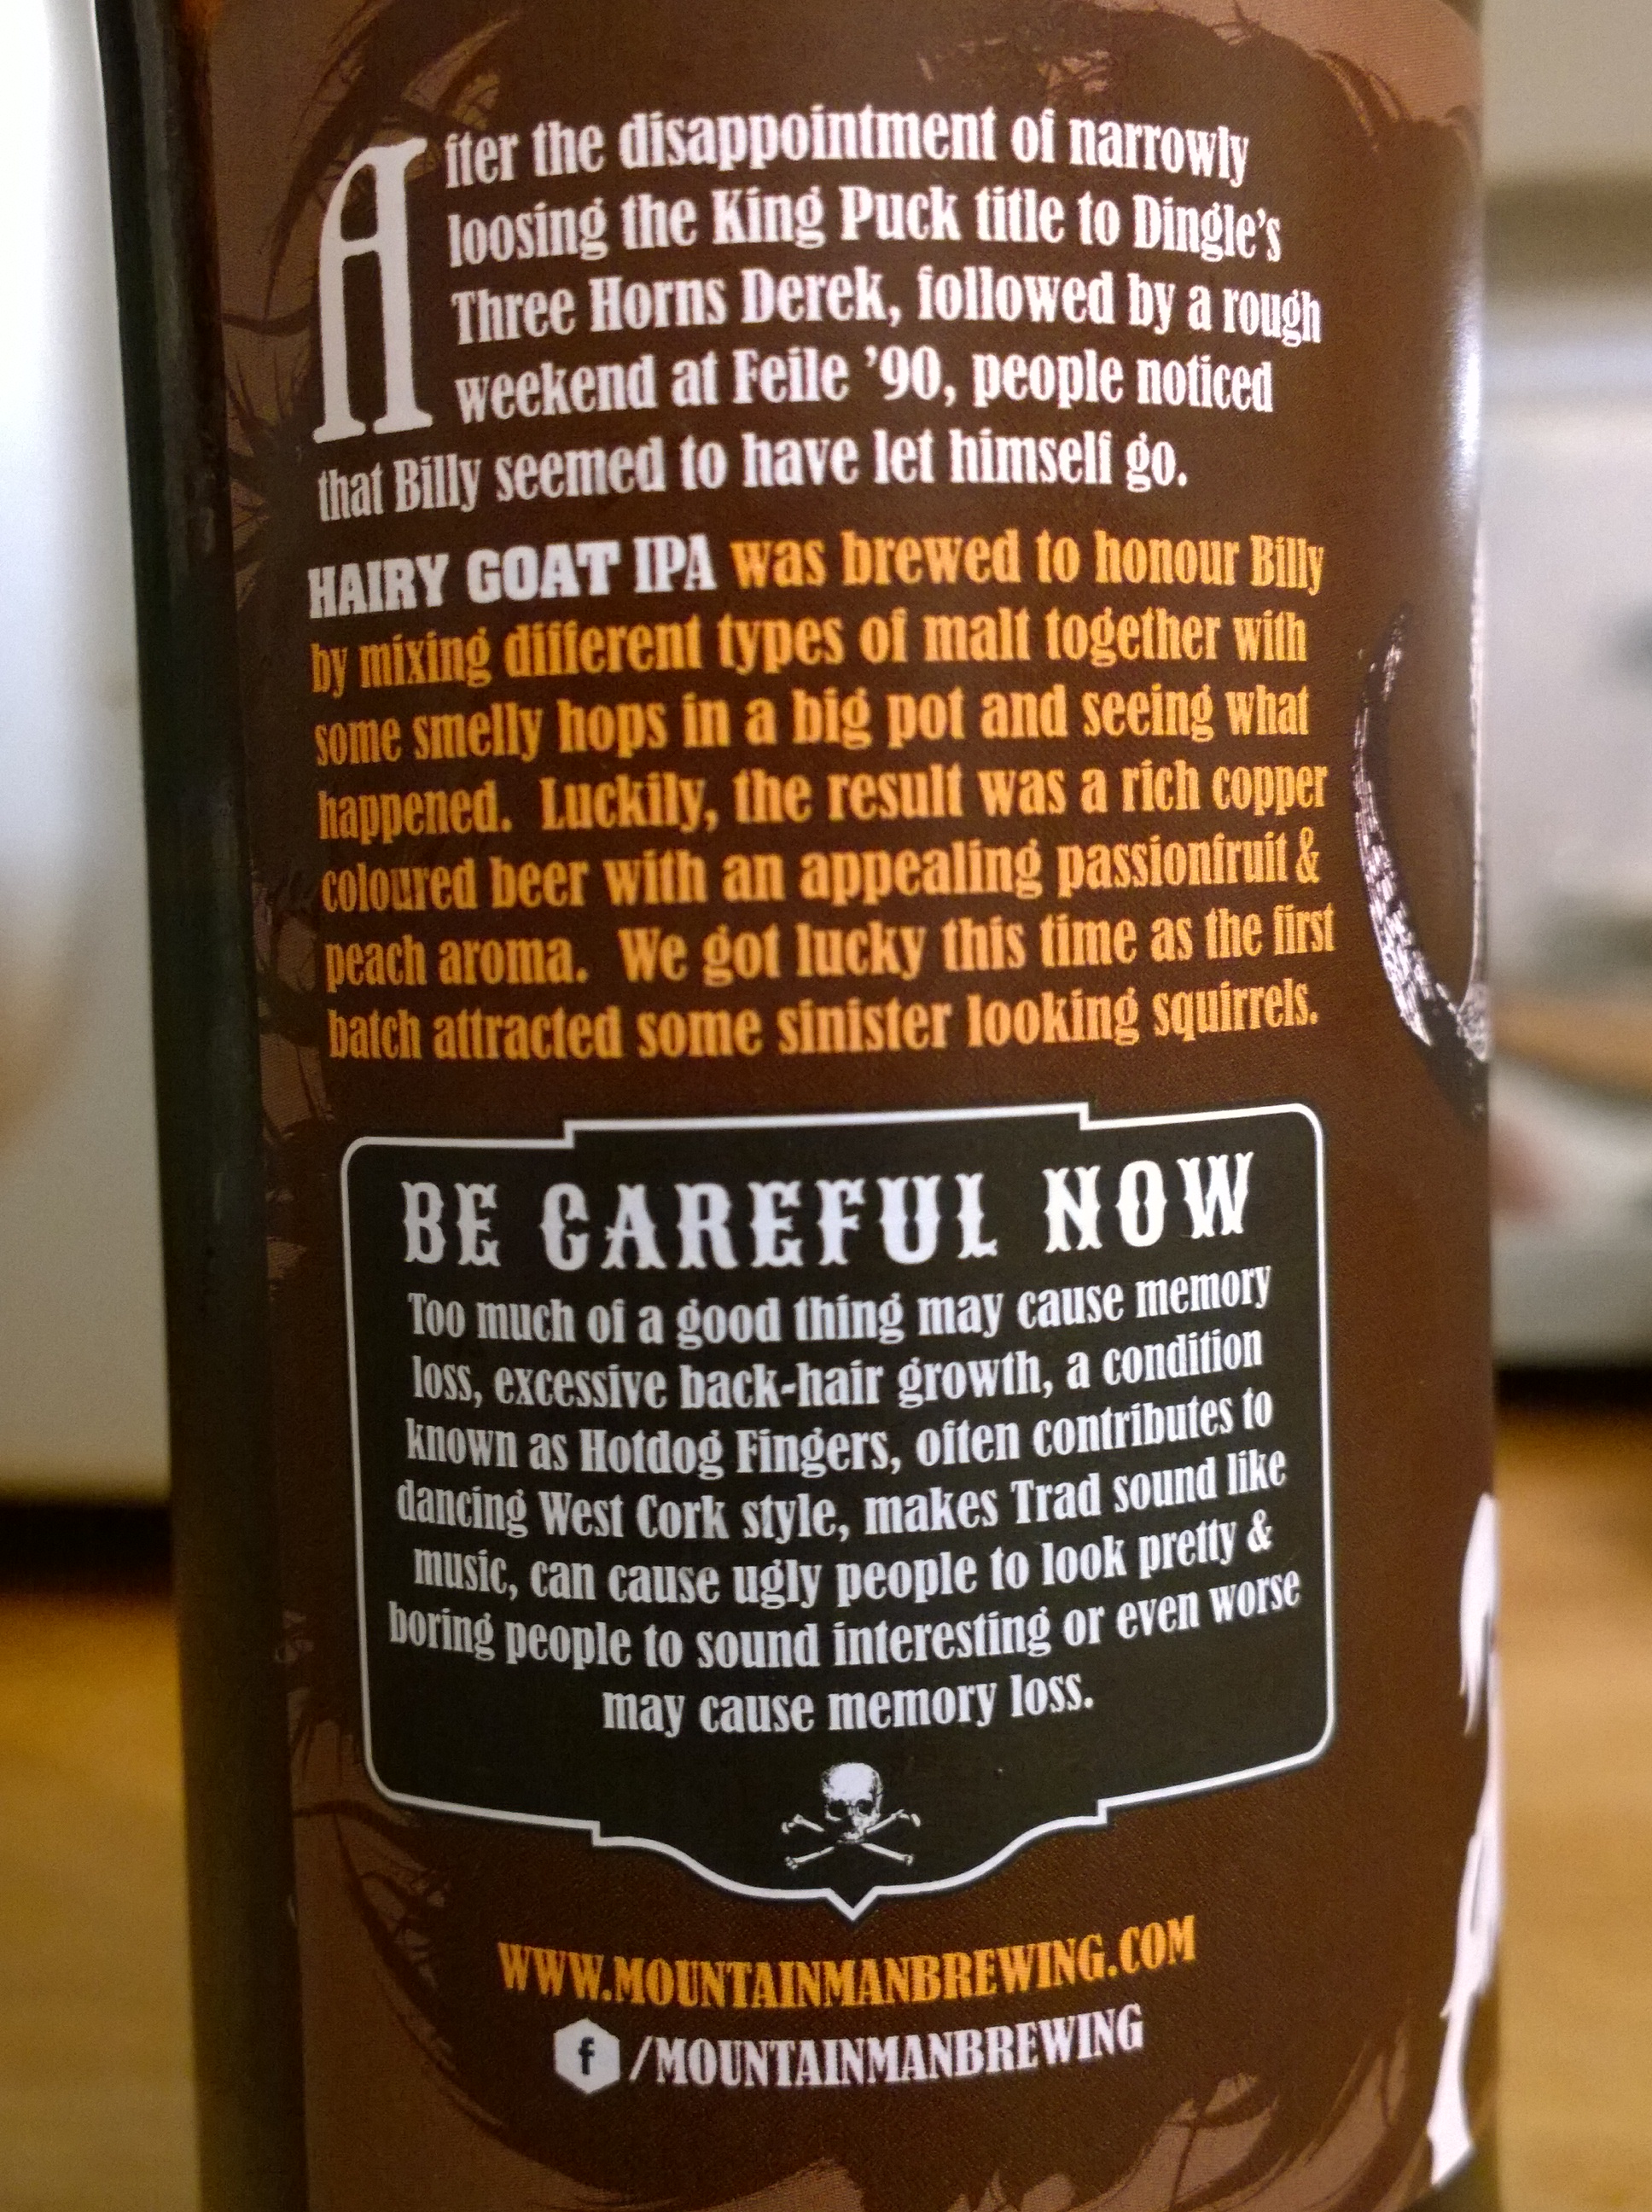 After the disappointment of narrowly
loosing the King Puck title to Dingle's
Three Horns Derek, followed by a rough
weekend at Feile '90, people noticed
that Billy seemed to have let himself go.
HAIRY GOAT IPA was brewed to honour Billy
by mixing different types of malt together with
some smelly hops in a big pot and seeing what
happened. Luckily, the result was a rich copper
coloured beer with an appealing passionfruit &
peach aroma. We got lucky this time as the first
batch attracted some sinister looking squirrels.
BE CAREFUL NOW
Too much of a good thing may cause memory
loss, excessive back-hair growth, a condition
known as Hotdog Fingers, often contributes to
dancing West Cork style, makes Trad sound like
music, can cause ugly people to look pretty &
boring people to sound interesting or even worse
may cause memory loss.
WWW.MOUNTAINMANBREWING.COM
f /MOUNTAINMANBREWING